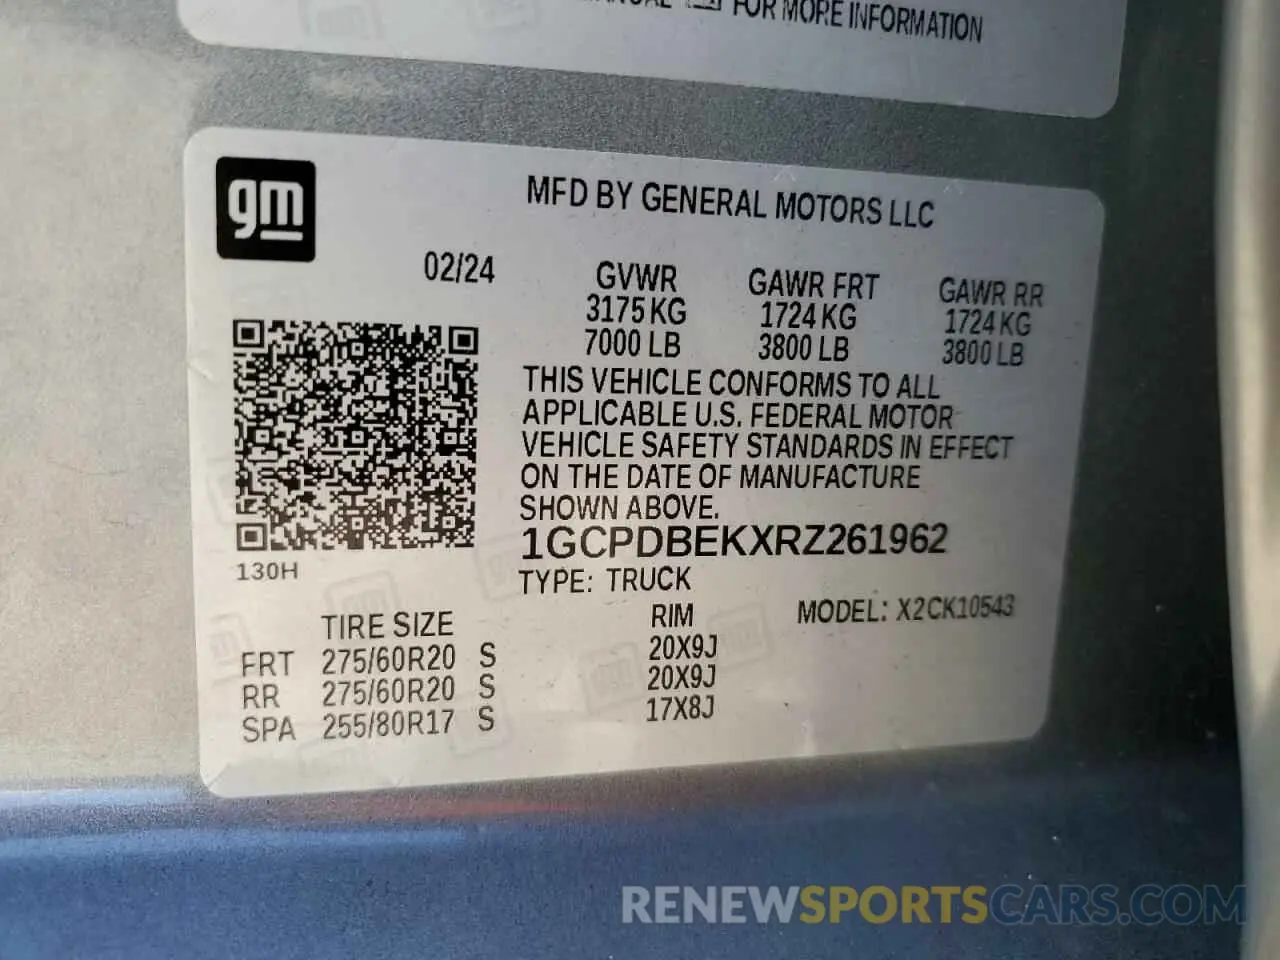 MANUAL FOR MORE INFORMATION
gm
MFD BY GENERAL MOTORS LLC
02/24
GVWR GAWR FRT GAWR RR
3175 KG 1724 KG 1724 KG
7000 LB 3800 LB 3800 LB
THIS VEHICLE CONFORMS TO ALL
APPLICABLE U.S. FEDERAL MOTOR
VEHICLE SAFETY STANDARDS IN EFFECT
ON THE DATE OF MANUFACTURE
SHOWN ABOVE.
1GCPDBEKXRZ261962
130H
TYPE: TRUCK
TIRE SIZE RIM MODEL: X2CK10543
FRT 275/60R20 S 20X9J
RR 275/60R20 S 20X9J
SPA 255/80R17 S 17X8J
RENEWSPORTSCARS.COM